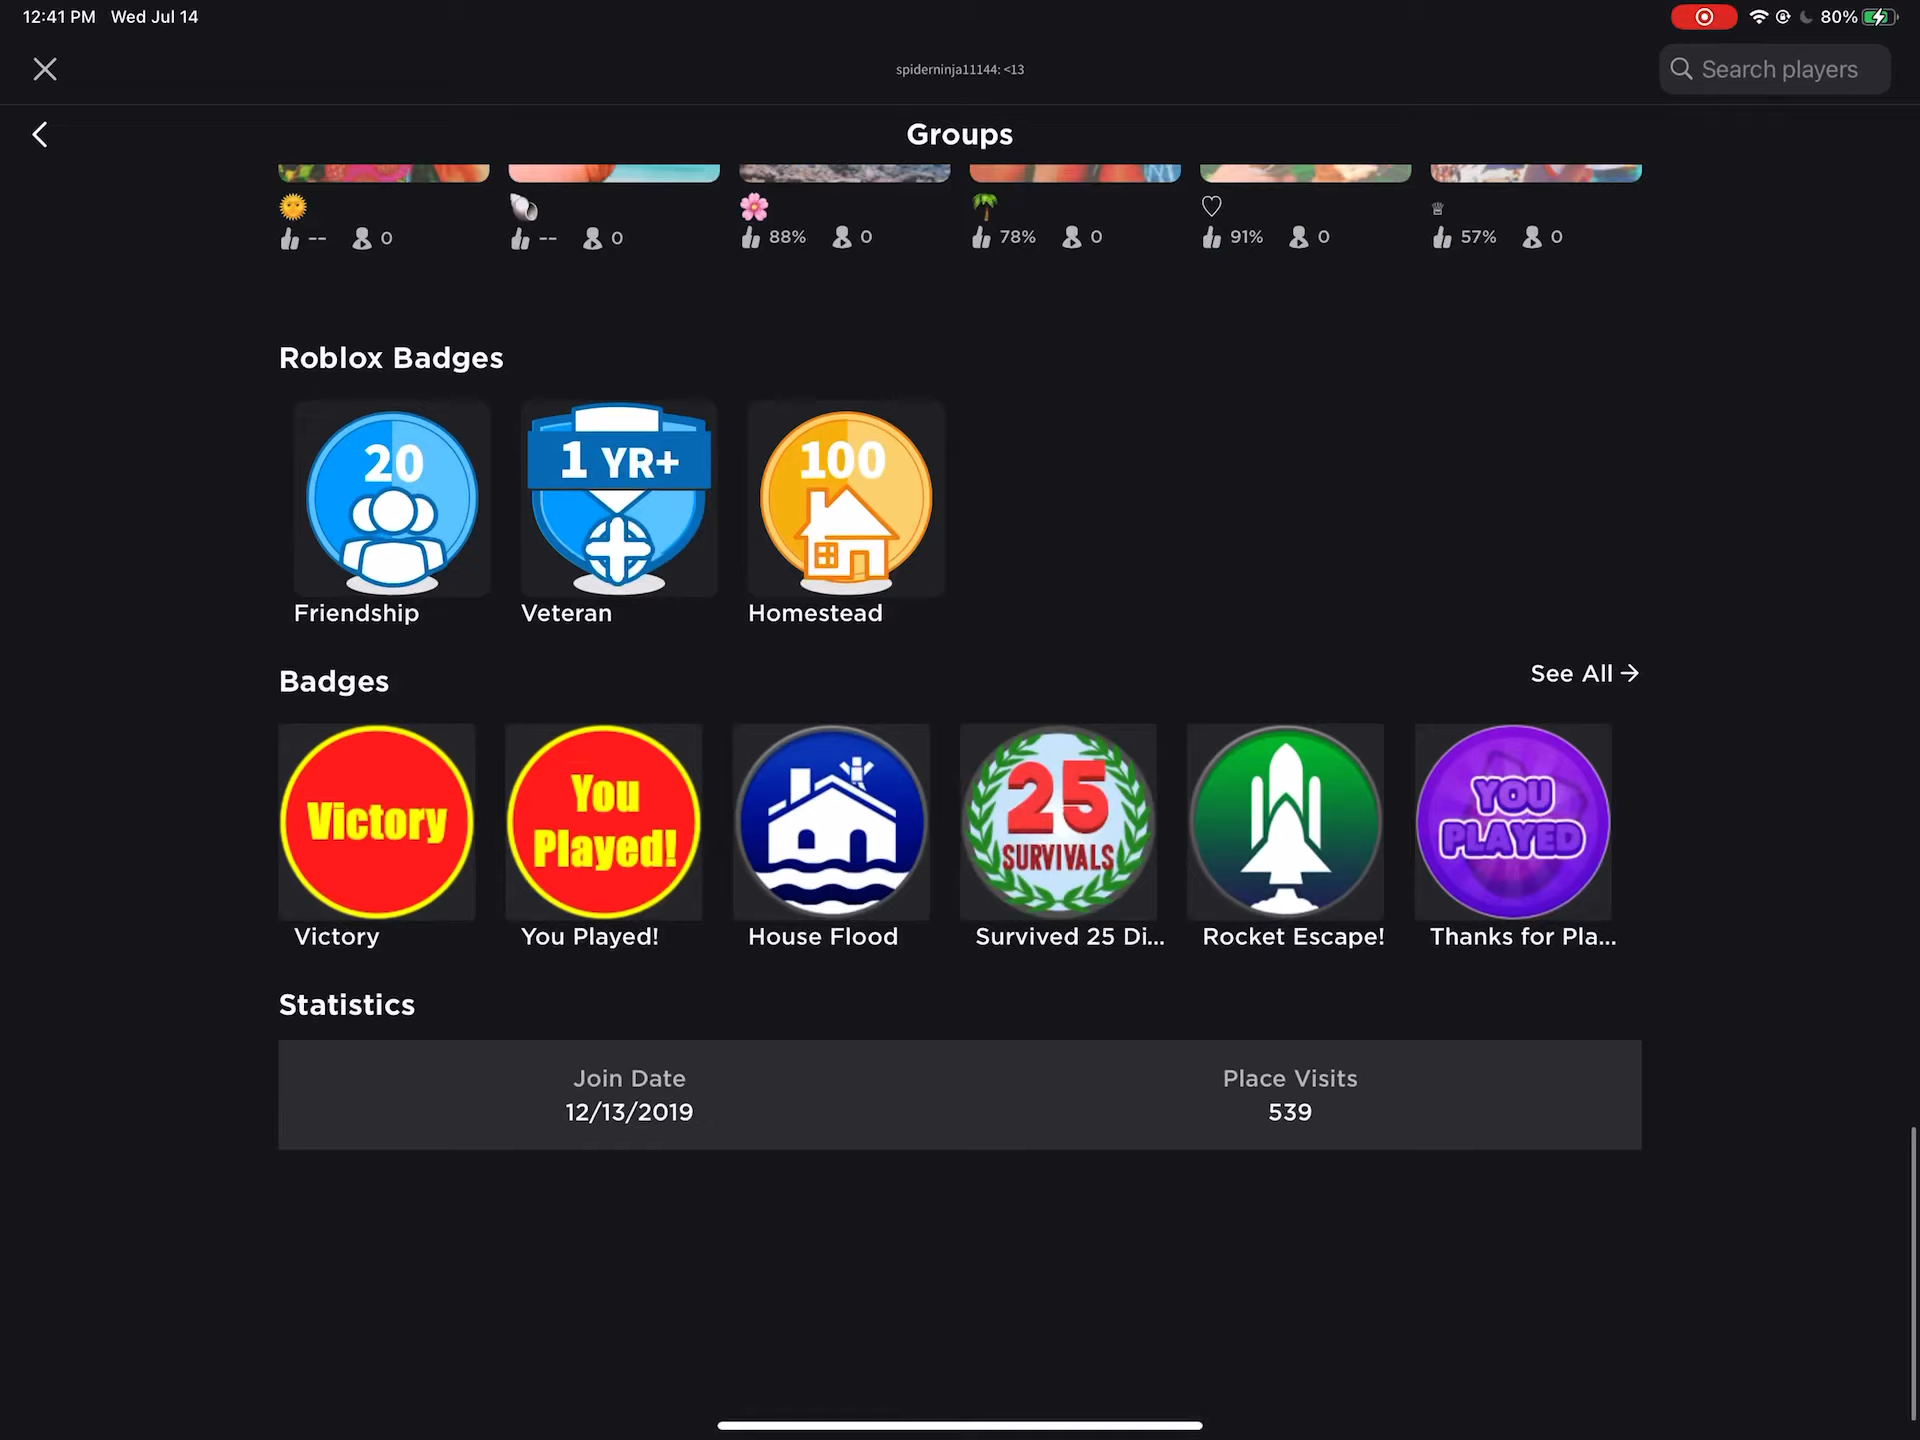 12:41 PM Wed Jul 14
80%
spiderninja11144: <13
Search players
Groups
-- 0
-- 0
88% 0
78% 0
91% 0
57% 0
Roblox Badges
20
1 YR+
100
Friendship
Veteran
Homestead
Badges
See All
Victory
You
Played!
25
SURVIVALS
YOU
PLAYED
Victory
You Played!
House Flood
Survived 25 Di...
Rocket Escape!
Thanks for Pla...
Statistics
Join Date
12/13/2019
Place Visits
539